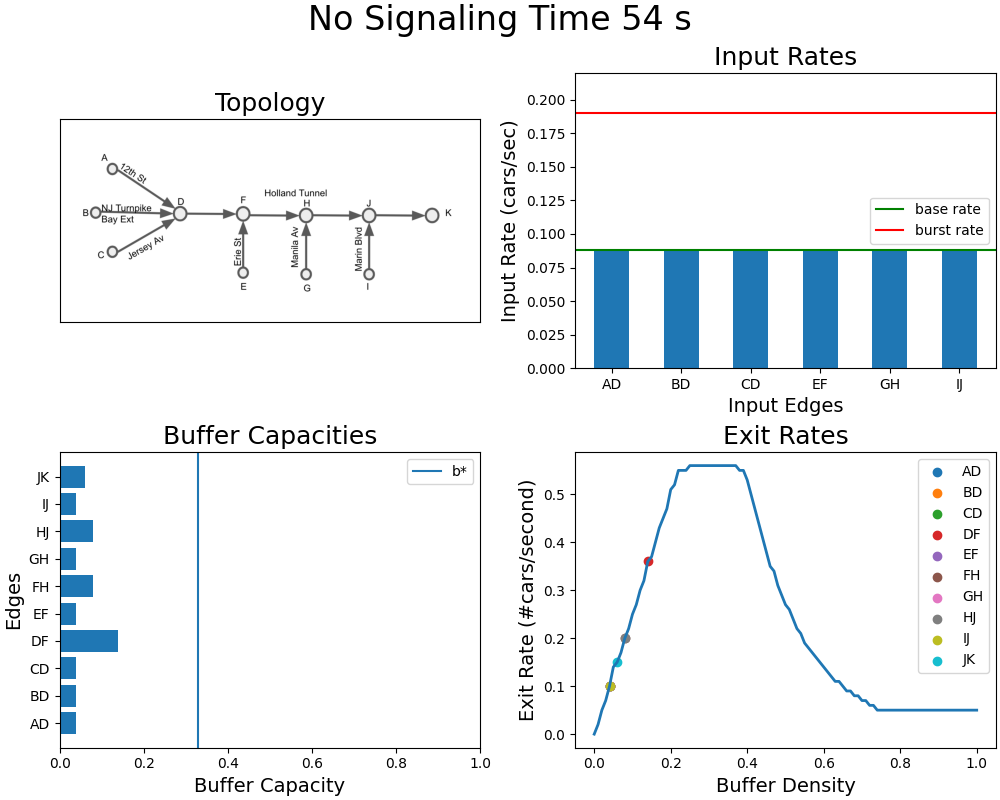 No Signaling Time 54 s
Topology
A
12th St
B
NJ Turnpike
Bay Ext
C
Jersey Av
D
F
Holland Tunnel
H
J
K
Erie St
Manila Av
Marin Blvd
E
G
I
Input Rates
Input Rate (cars/sec)
0.200
0.175
0.150
0.125
0.100
0.075
0.050
0.025
0.000
base rate
burst rate
AD BD CD EF GH IJ
Input Edges
Buffer Capacities
Edges
JK
IJ
HJ
GH
FH
EF
DF
CD
BD
AD
b*
0.0 0.2 0.4 0.6 0.8 1.0
Buffer Capacity
Exit Rates
Exit Rate (#cars/second)
0.5
0.4
0.3
0.2
0.1
0.0
AD
BD
CD
DF
EF
FH
GH
HJ
IJ
JK
0.0 0.2 0.4 0.6 0.8 1.0
Buffer Density